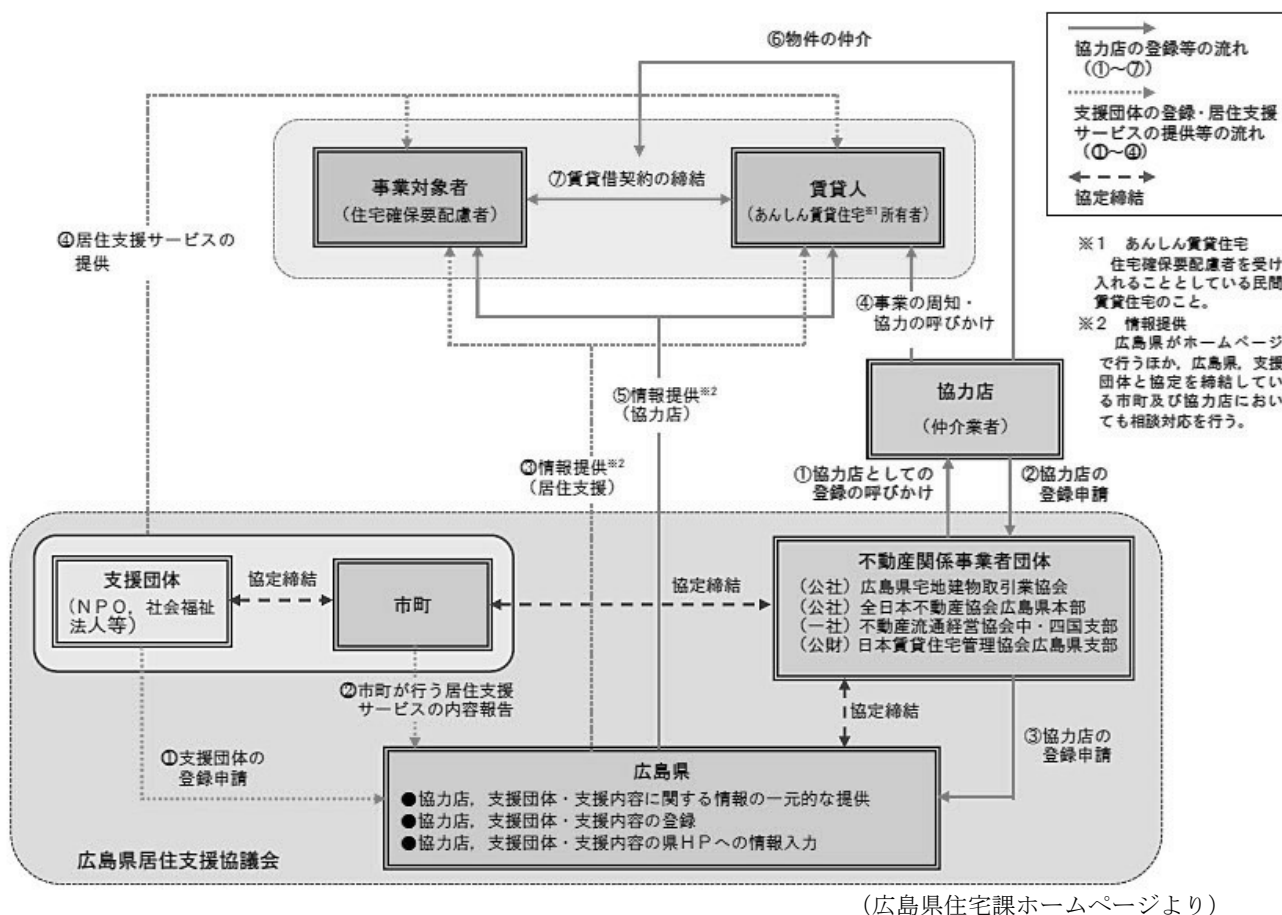 ⑥物件の仲介
協力店の登録等の流れ
(①~⑦)
支援団体の登録・居住支援
サービスの提供等の流れ
(❶~❹)
協定締結
事業対象者
(住宅確保要配慮者)
⑦賃貸借契約の締結
賃貸人
(あんしん賃貸住宅※1所有者)
❹居住支援サービスの
提供
※1 あんしん賃貸住宅
住宅確保要配慮者を受け
入れることとしている民間
賃貸住宅のこと。
※2 情報提供
広島県がホームページ
で行うほか,広島県,支援
団体と協定を締結してい
る市町及び協力店におい
ても相談対応を行う。
④事業の周知・
協力の呼びかけ
協力店
(仲介業者)
⑤情報提供※2
(協力店)
❸情報提供※2
(居住支援)
①協力店としての
登録の呼びかけ
②協力店の
登録申請
支援団体
(NPO,社会福祉
法人等)
協定締結
市町
協定締結
不動産関係事業者団体
(公社)広島県宅地建物取引業協会
(公社)全日本不動産協会広島県本部
(一社)不動産流通経営協会中・四国支部
(公財)日本賃貸住宅管理協会広島県支部
❷市町が行う居住支援
サービスの内容報告
協定締結
③協力店の
登録申請
❶支援団体の
登録申請
広島県
●協力店,支援団体・支援内容に関する情報の一元的な提供
●協力店,支援団体・支援内容の登録
●協力店,支援団体・支援内容の県HPへの情報入力
広島県居住支援協議会
(広島県住宅課ホームページより)